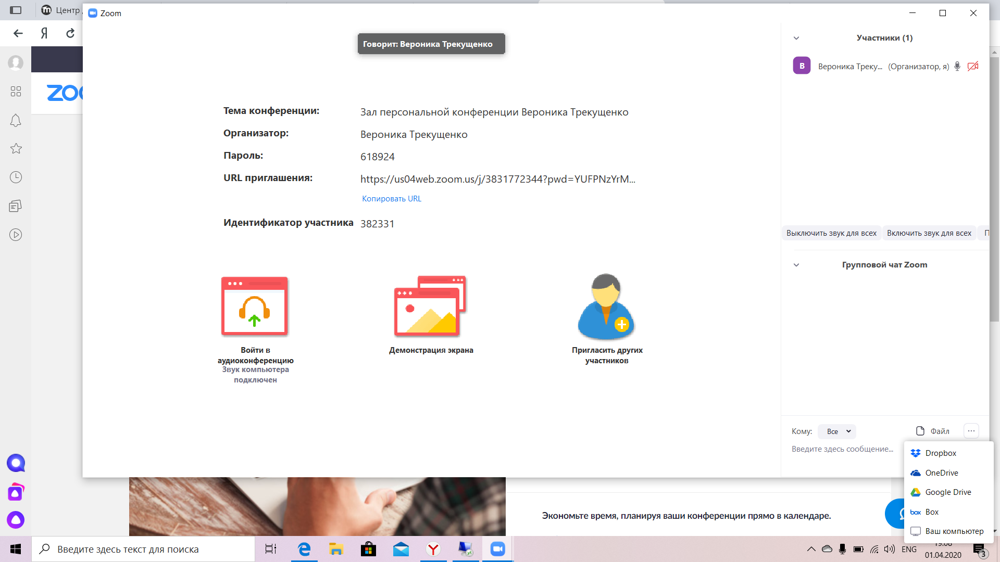 Центр
Zoom
Говорит: Вероника Трекущенко
Участники (1)
В
Вероника Треку... (Организатор, я)
Тема конференции: Зал персональной конференции Вероника Трекущенко
Организатор: Вероника Трекущенко
Пароль: 618924
URL приглашения: https://us04web.zoom.us/j/3831772344?pwd=YUFPNzYrM...
Копировать URL
Идентификатор участника 382331
Выключить звук для всех Включить звук для всех
Групповой чат Zoom
Войти в
аудиоконференцию
Звук компьютера
подключен
Демонстрация экрана
Пригласить других
участников
Кому: Все Файл ...
Введите здесь сообщение...
Dropbox
OneDrive
Google Drive
box Box
Ваш компьютер
Экономьте время, планируя ваши конференции прямо в календаре.
Введите здесь текст для поиска
ENG
19:08
01.04.2020
3